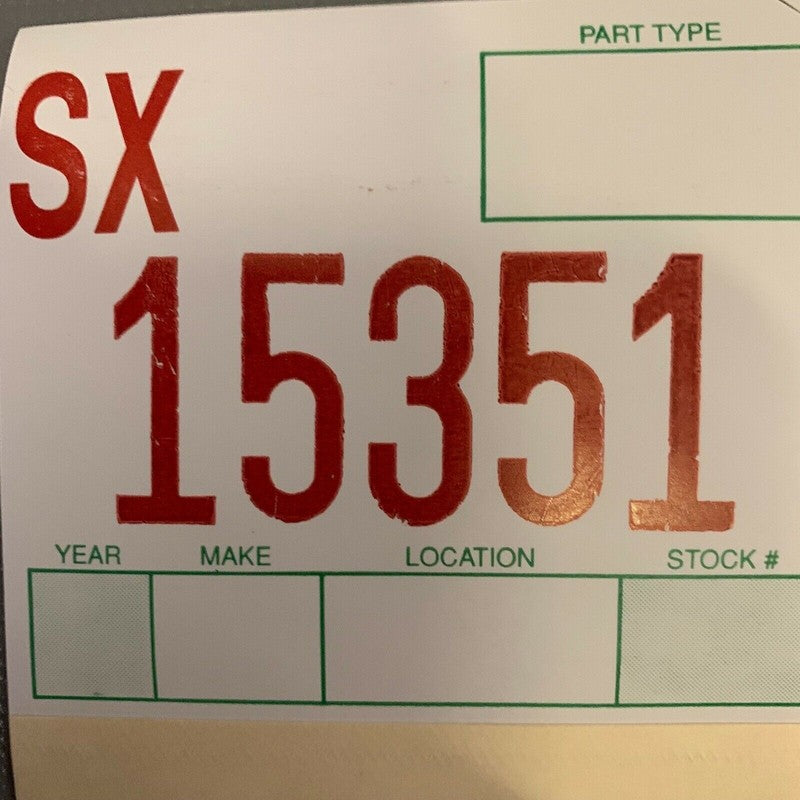 PART TYPE
SX
15351
YEAR MAKE LOCATION STOCK #